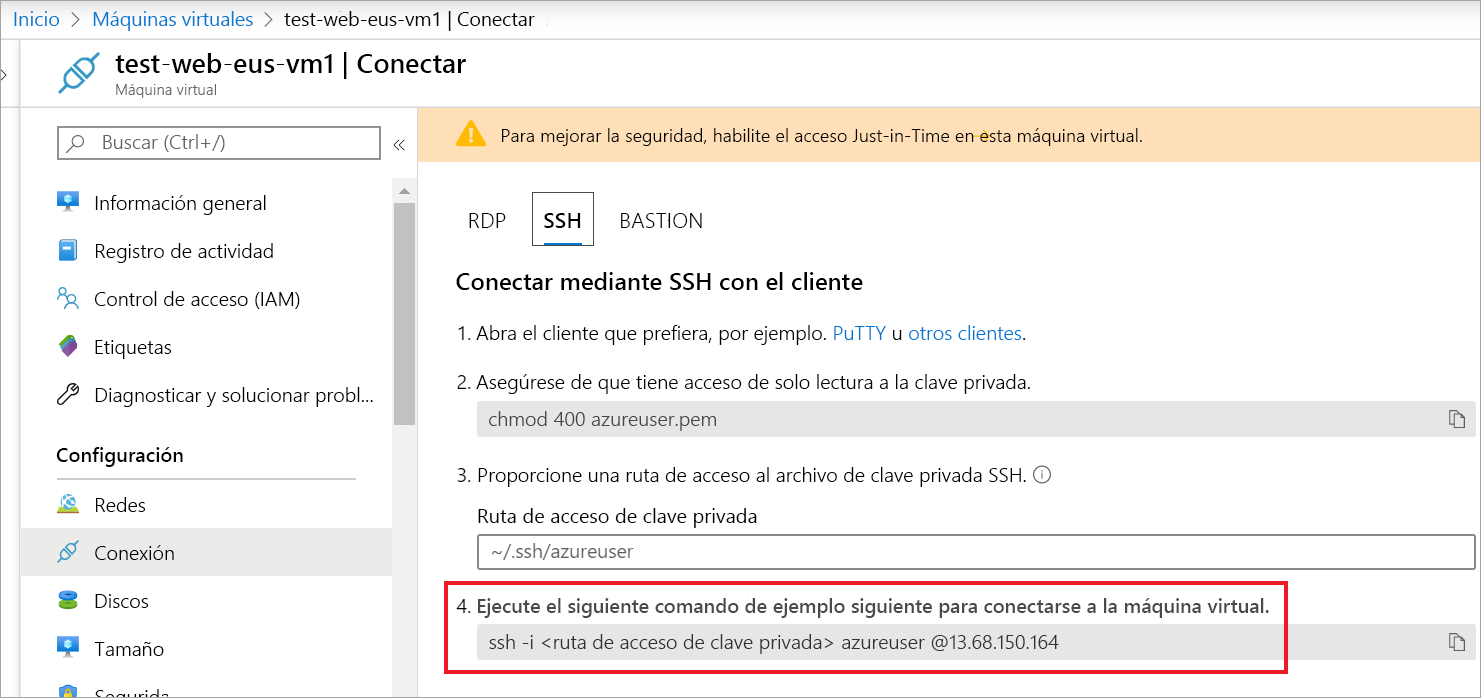 Inicio > Máquinas virtuales > test-web-eus-vm1 | Conectar
test-web-eus-vm1 | Conectar
Máquina virtual
Buscar (Ctrl+/)
«
Información general
Registro de actividad
Control de acceso (IAM)
Etiquetas
Diagnosticar y solucionar probl...
Configuración
Redes
Conexión
Discos
Tamaño
Segurida
Para mejorar la seguridad, habilite el acceso Just-in-Time en esta máquina virtual.
RDP SSH BASTION
Conectar mediante SSH con el cliente
1. Abra el cliente que prefiera, por ejemplo. PuTTY u otros clientes.
2. Asegúrese de que tiene acceso de solo lectura a la clave privada.
chmod 400 azureuser.pem
3. Proporcione una ruta de acceso al archivo de clave privada SSH.
Ruta de acceso de clave privada
~/.ssh/azureuser
4. Ejecute el siguiente comando de ejemplo siguiente para conectarse a la máquina virtual.
ssh -i <ruta de acceso de clave privada> azureuser @13.68.150.164